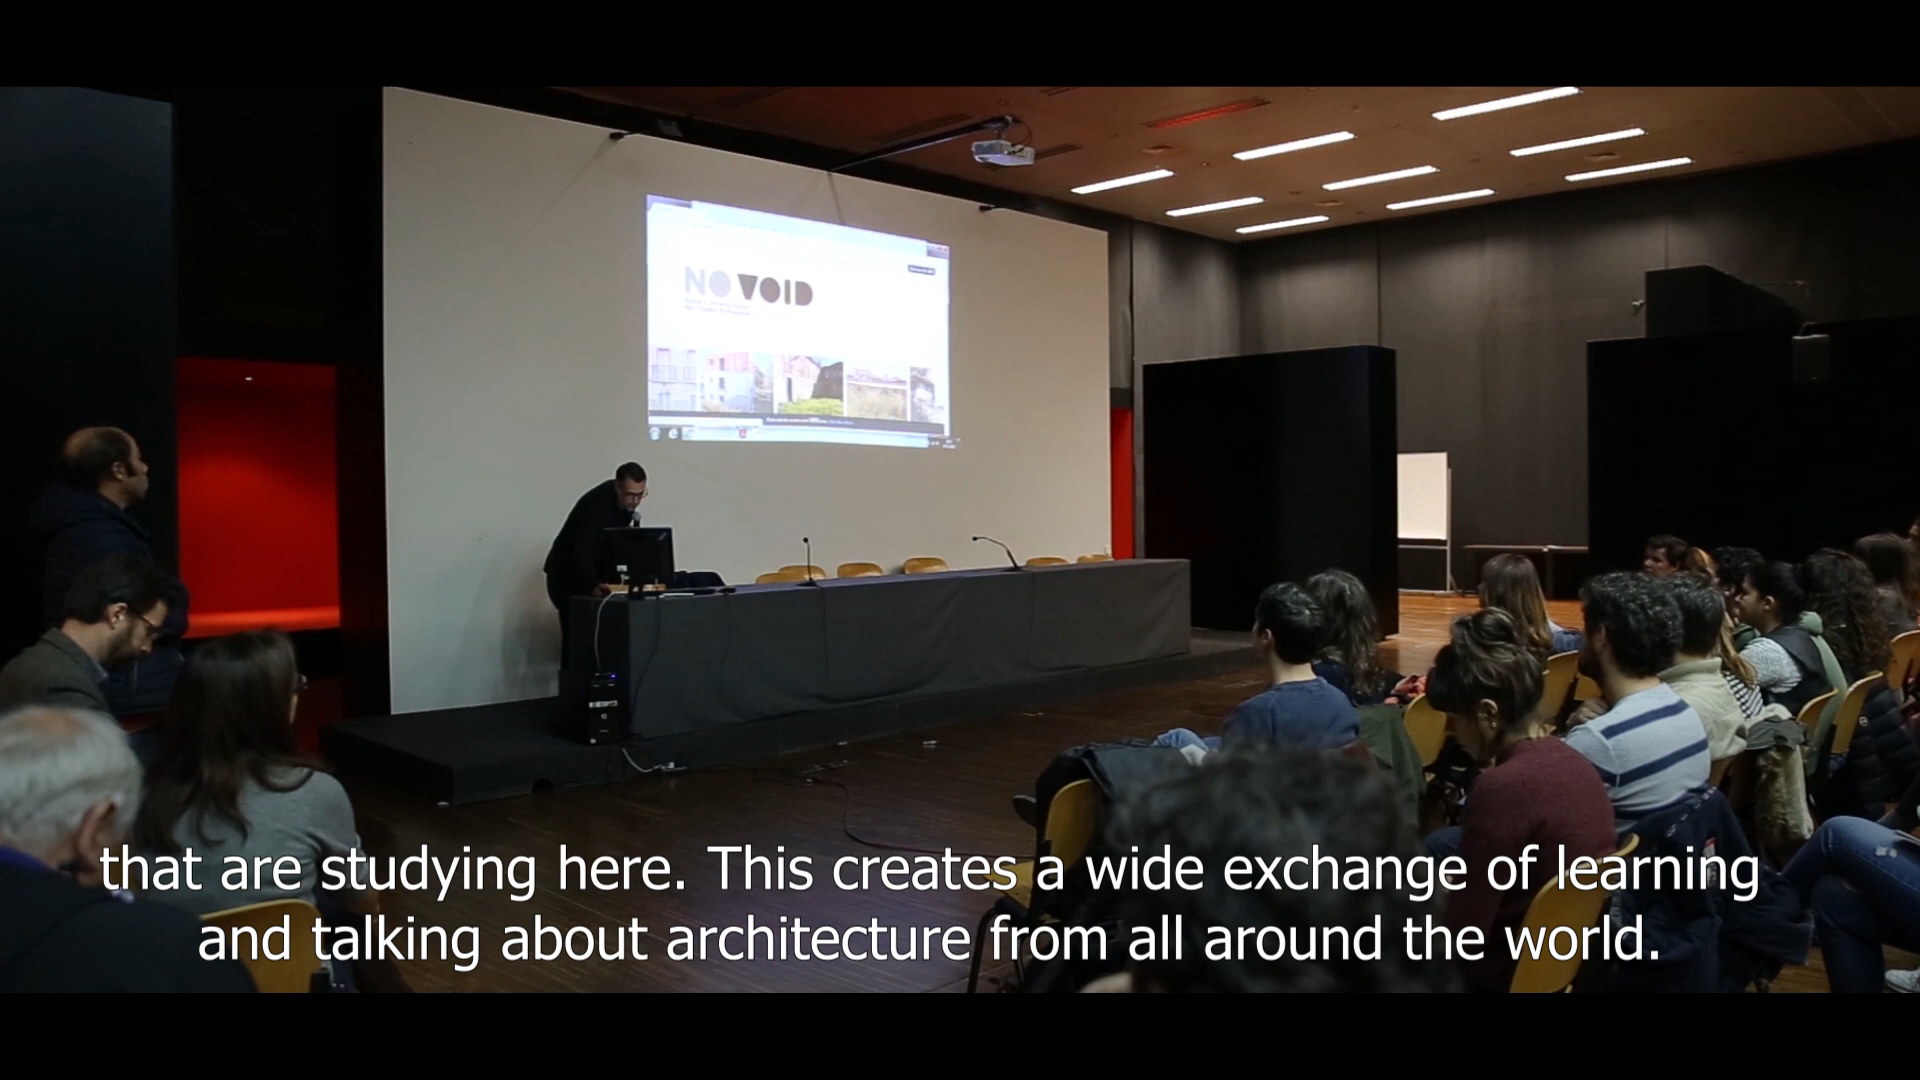 NO VOID
that are studying here. This creates a wide exchange of learning
and talking about architecture from all around the world.